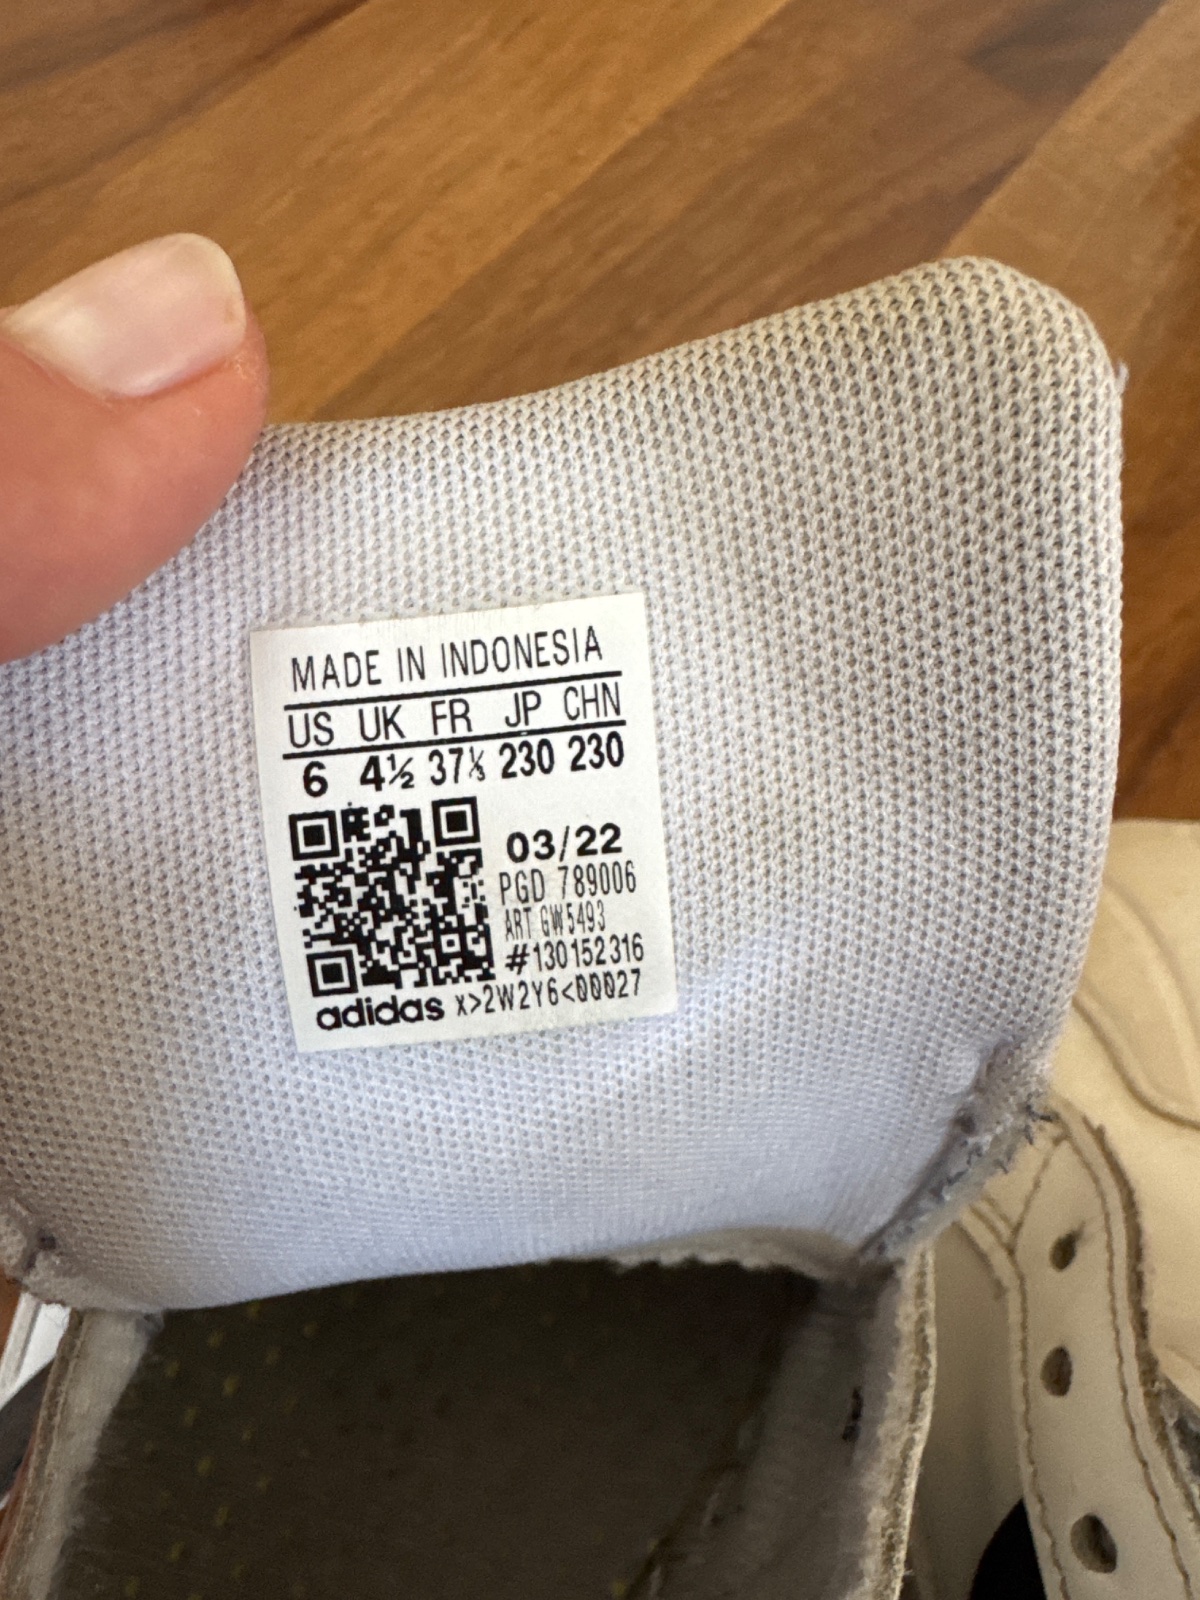 MADE IN INDONESIA
US UK FR JP CHN
6 4½ 37⅓ 230 230
03/22
PGD 789006
ART GW5493
#130152316
adidas X>2W2Y6<00027